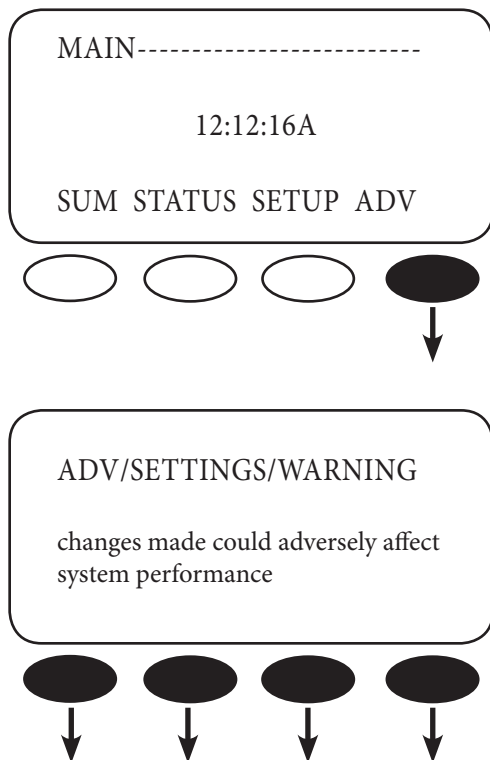 MAIN--------------------------
12:12:16A
SUM STATUS SETUP ADV
ADV/SETTINGS/WARNING
changes made could adversely affect
system performance